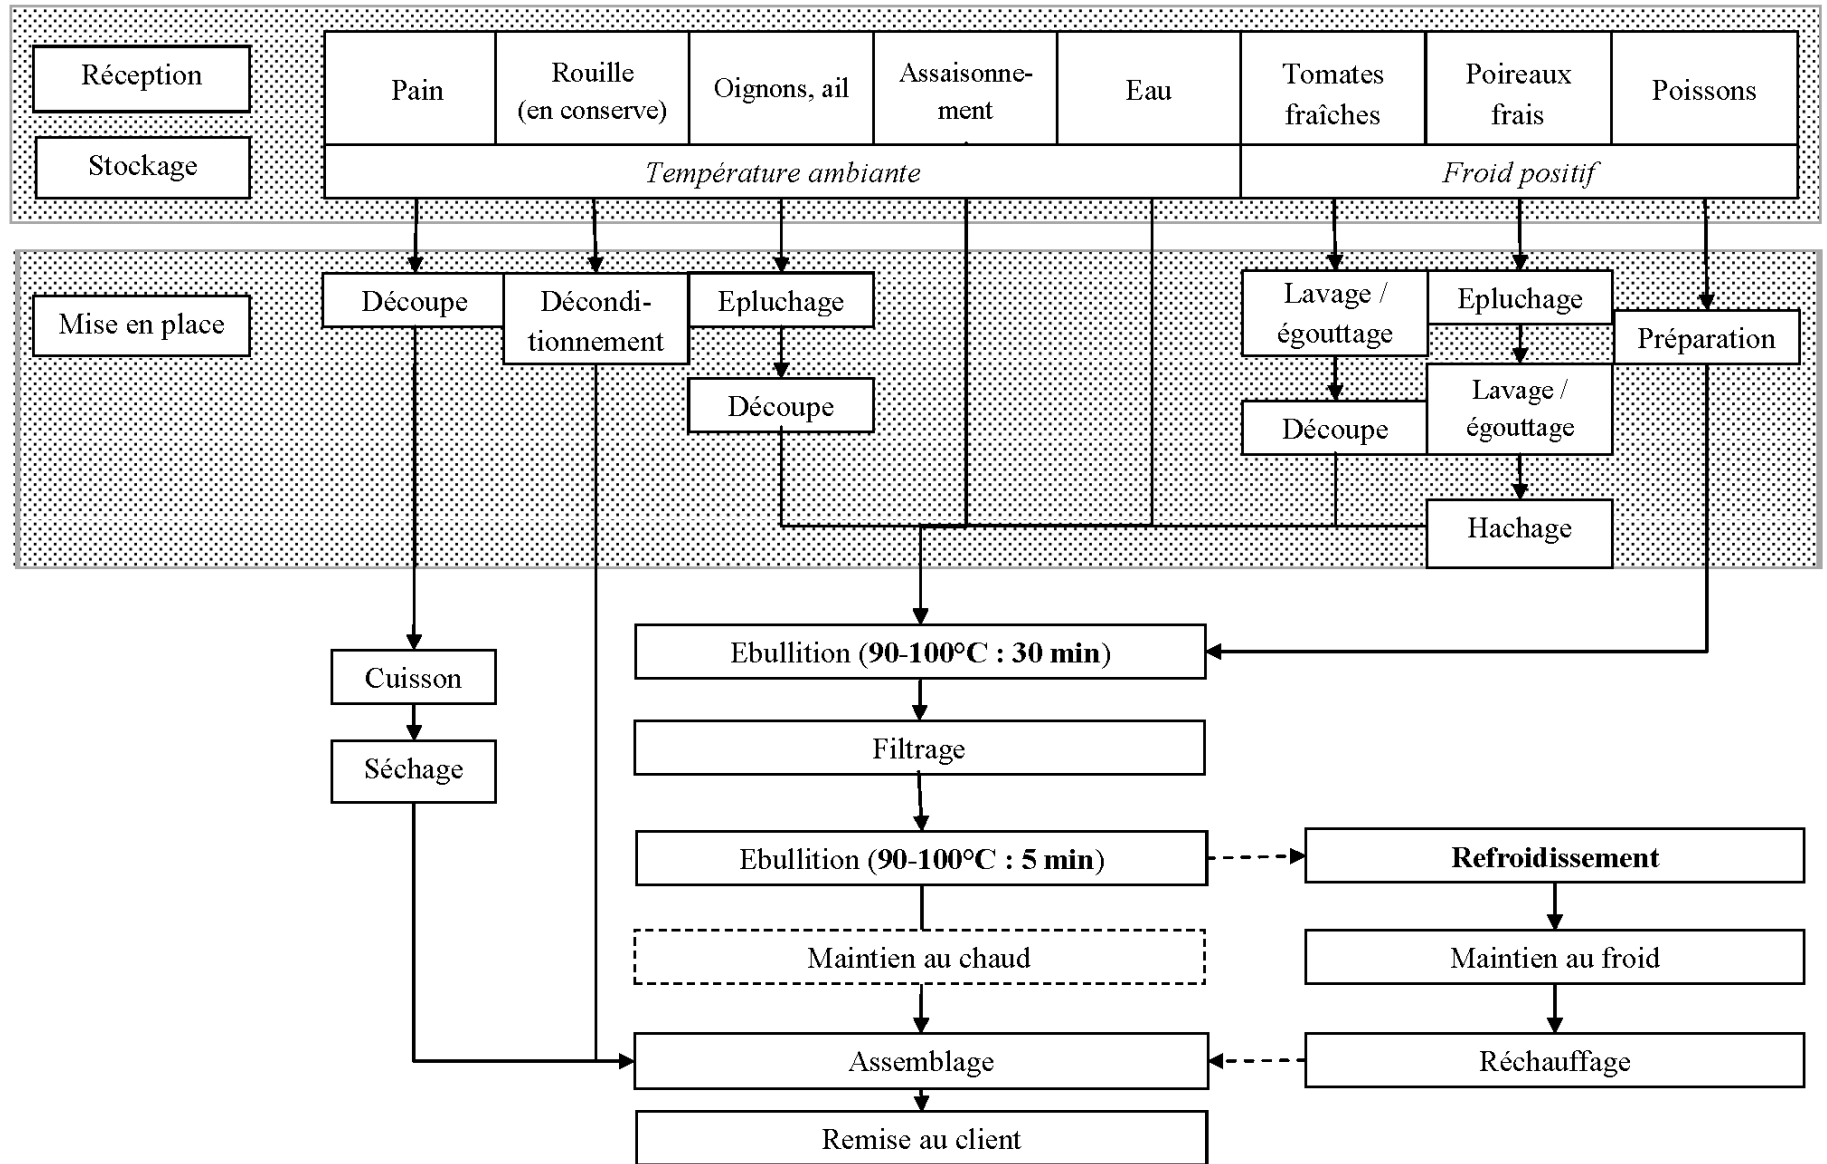 Réception
Pain
Rouille
(en conserve)
Oignons, ail
Assaisonne-
ment
Eau
Tomates
fraîches
Poireaux
frais
Poissons
Stockage
Température ambiante
Froid positif
Mise en place
Découpe
Décondi-
tionnement
Epluchage
Découpe
Lavage /
égouttage
Découpe
Epluchage
Lavage /
égouttage
Hachage
Préparation
Cuisson
Séchage
Ebullition (90-100°C : 30 min)
Filtrage
Ebullition (90-100°C : 5 min)
Refroidissement
Maintien au chaud
Maintien au froid
Assemblage
Réchauffage
Remise au client